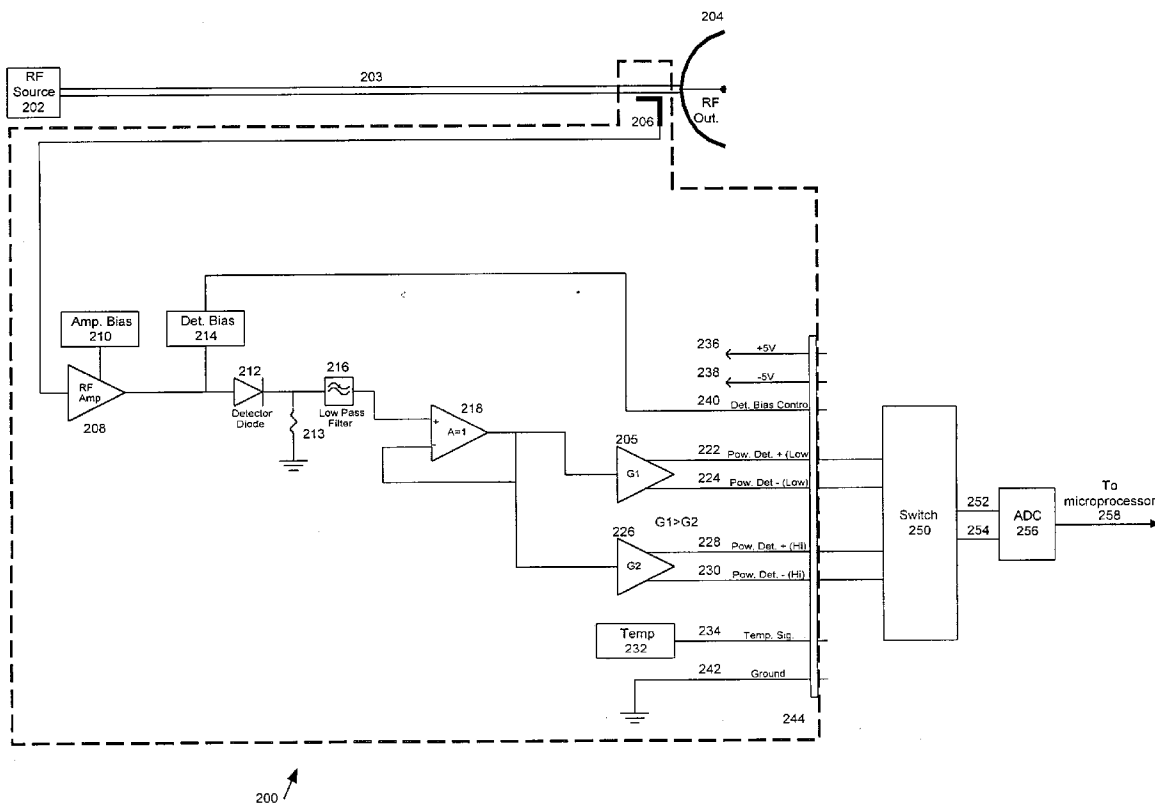 204
RF
Source
202
203
RF
Out.
206
Amp. Bias
210
Det. Bias
214
236
+5V
238
-5V
240
Det. Bias Contro
RF
Amp
208
212
Detector
Diode
213
216
Low Pass
Filter
218
+
-
A=1
205
G1
222
Pow. Det. + (Low
224
Pow. Det - (Low)
G1>G2
226
G2
228
Pow. Det. + (Hi)
230
Pow. Det. - (Hi)
Switch
250
252
254
ADC
256
To
microprocessor
258
Temp
232
234
Temp. Sig.
242
Ground
244
200